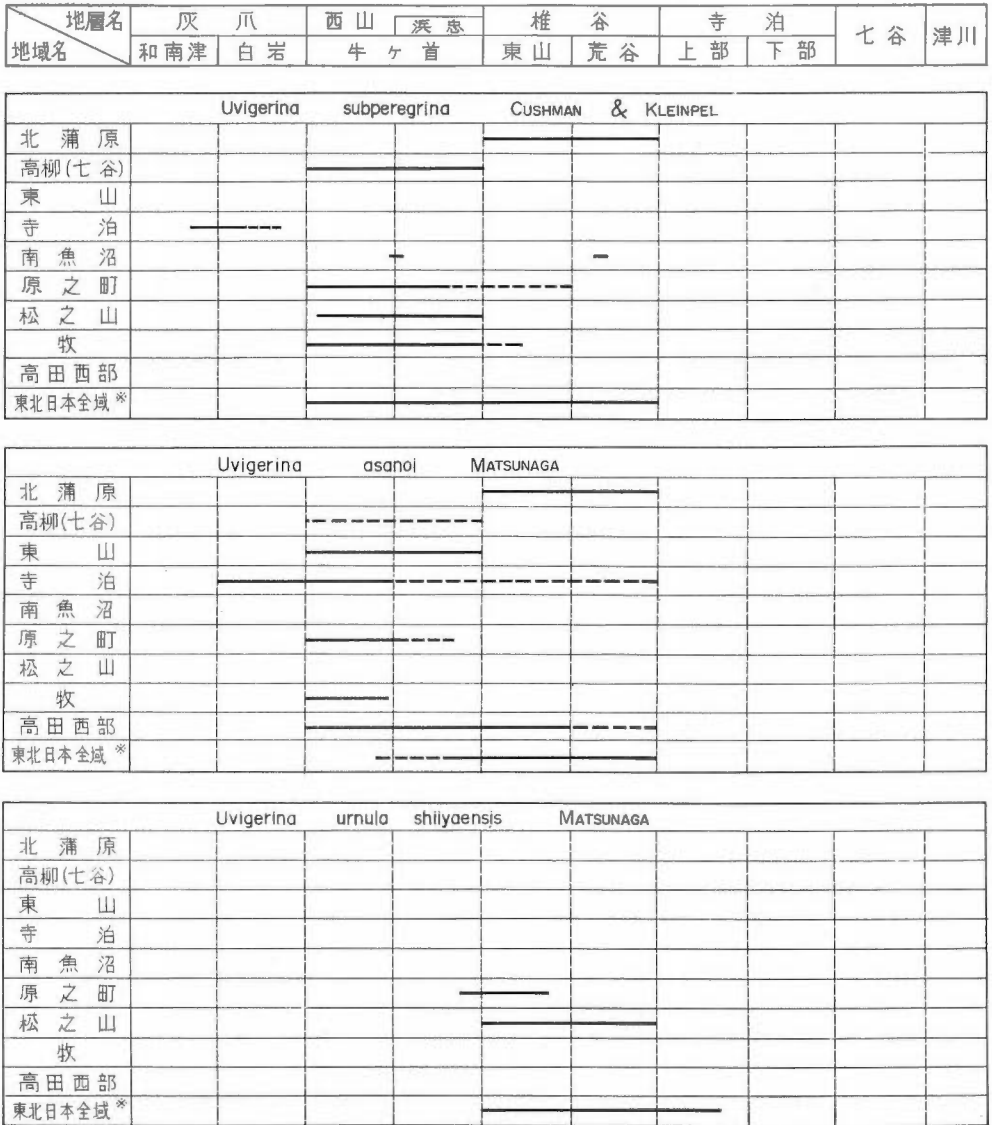 地層名 灰爪 西山 浜忠 椎谷 寺泊 七谷 津川
地域名 和南津 白岩 牛ヶ首 東山 荒谷 上部 下部
Uvigerina subperegrina CUSHMAN & KLEINPEL
北蒲原
高柳(七谷)
東山
寺泊
南魚沼
原之町
松之山
牧
高田西部
東北日本全域※
Uvigerina asanoi MATSUNAGA
北蒲原
高柳(七谷)
東山
寺泊
南魚沼
原之町
松之山
牧
高田西部
東北日本全域※
Uvigerina urnula shiiyaensis MATSUNAGA
北蒲原
高柳(七谷)
東山
寺泊
南魚沼
原之町
松之山
牧
高田西部
東北日本全域※